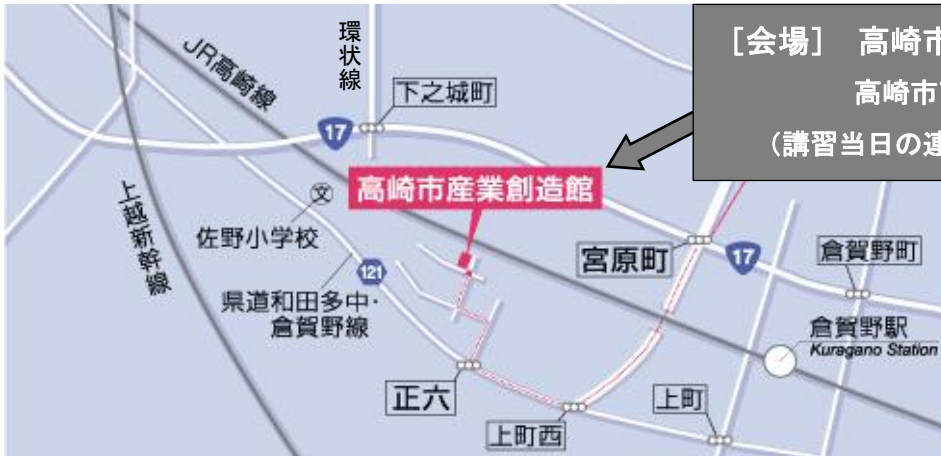 [会場] 高崎市
高崎市
(講習当日の連
環状線
JR高崎線
下之城町
17
高崎市産業創造館
上越新幹線
佐野小学校
文
121
県道和田多中・
倉賀野線
宮原町
17
倉賀野町
倉賀野駅
Kuragano Station
正六
上町西
上町